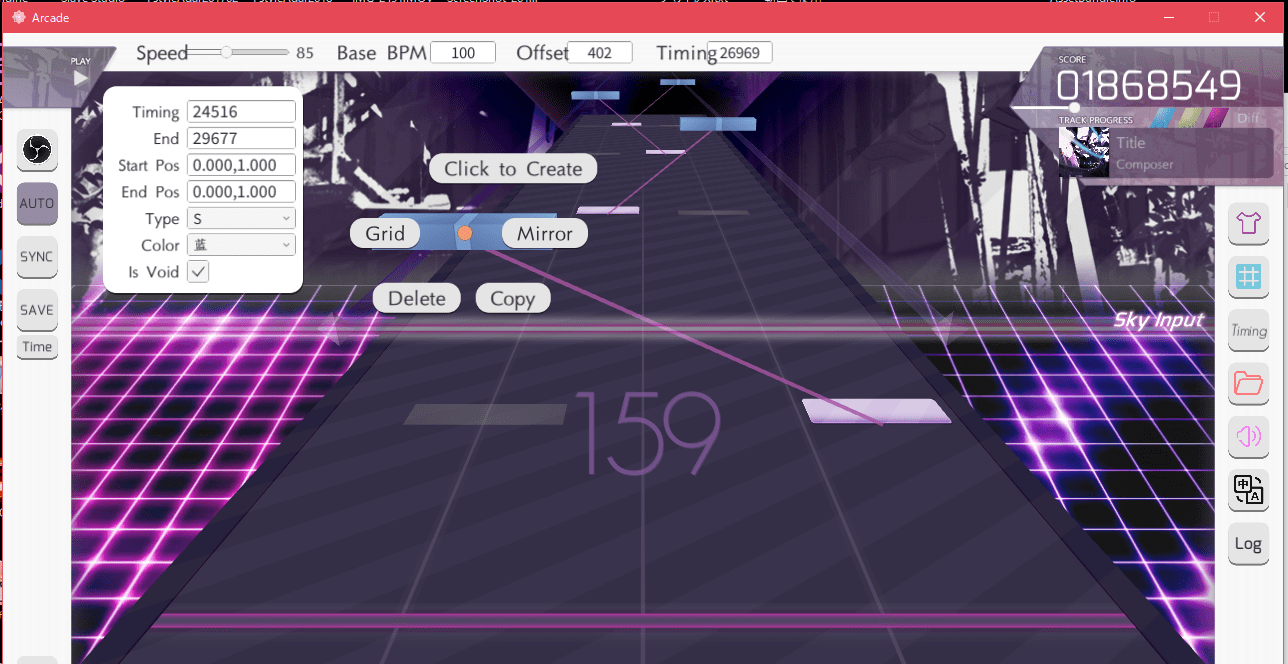 Arcade
PLAY
Speed 85 Base BPM 100 Offset 402 Timing 26969
SCORE
01868549
TRACK PROGRESS
Diff
Title
Composer
Timing 24516
End 29677
Start Pos 0.000,1.000
End Pos 0.000,1.000
Type S
Color 蓝
Is Void
AUTO
SYNC
SAVE
Time
Click to Create
Grid
Mirror
Delete
Copy
Sky Input
159
Timing
中 A
Log